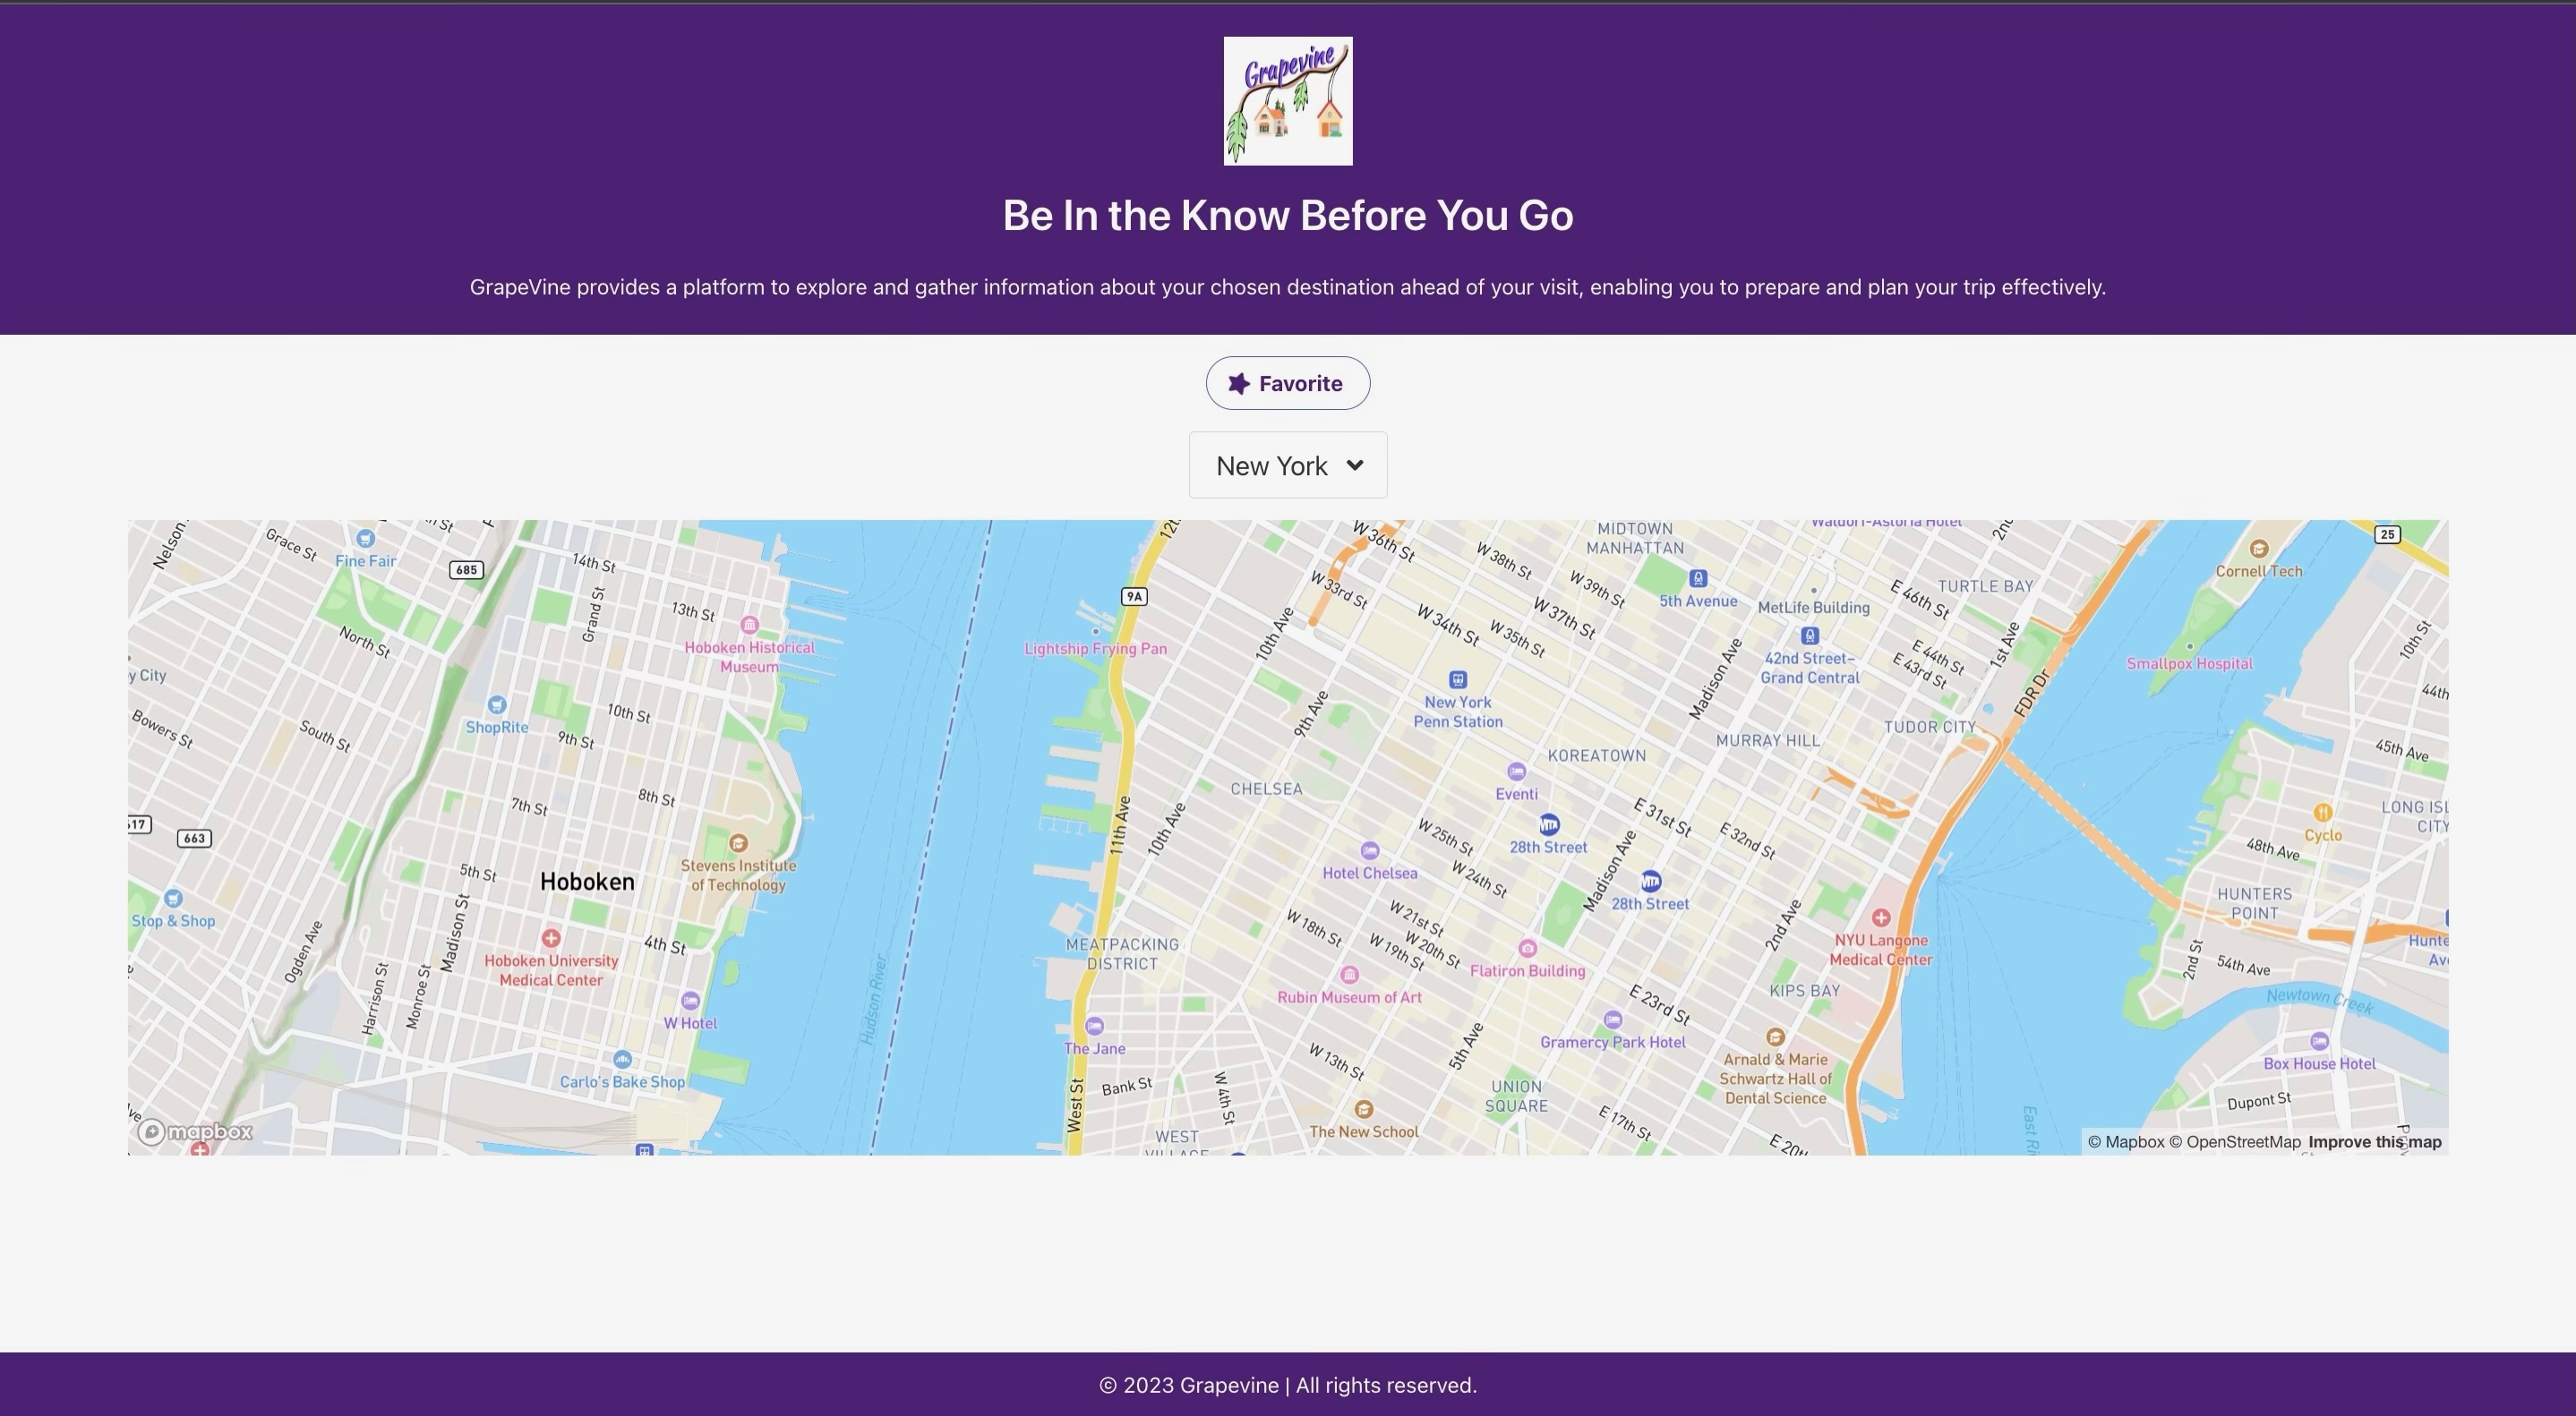 Grapevine
Be In the Know Before You Go
GrapeVine provides a platform to explore and gather information about your chosen destination ahead of your visit, enabling you to prepare and plan your trip effectively.
Favorite
New York
Nelson
Grace St
Fine Fair
685
14th St
Grand St
13th St
Hoboken Historical
Museum
North St
y City
Bowers St
South St
ShopRite
10th St
9th St
8th St
7th St
663
5th St
Hoboken
Stevens Institute
of Technology
Stop & Shop
Ogden Ave
Madison St
Harrison St
Monroe St
Hoboken University
Medical Center
4th St
W Hotel
Carlo's Bake Shop
mapbox
Hudson River
Lightship Frying Pan
9A
12t
W 36th St
W 33rd St
W 38th St
W 39th St
W 37th St
W 34th St
W 35th St
MIDTOWN
MANHATTAN
5th Avenue
MetLife Building
42nd Street–
Grand Central
Waldorf-Astoria Hotel
TURTLE BAY
E 46th St
E 44th St
E 43rd St
1st Ave
2nd
FDR Dr
10th Ave
9th Ave
New York
Penn Station
Madison Ave
MURRAY HILL
TUDOR CITY
KOREATOWN
CHELSEA
Eventi
28th Street
E 31st St
E 32nd St
11th Ave
10th Ave
W 25th St
W 24th St
Hotel Chelsea
Madison Ave
28th Street
W 21st St
W 20th St
W 19th St
W 18th St
Flatiron Building
Rubin Museum of Art
2nd Ave
NYU Langone
Medical Center
KIPS BAY
MEATPACKING
DISTRICT
The Jane
Bank St
West St
W 4th St
W 13th St
5th Ave
E 23rd St
Gramercy Park Hotel
Arnald & Marie
Schwartz Hall of
Dental Science
UNION
SQUARE
The New School
E 17th St
E 20th
WEST
VILLAGE
25
Cornell Tech
Smallpox Hospital
10th St
44th
45th Ave
LONG ISL
CITY
Cyclo
48th Ave
HUNTERS
POINT
Hunte
Av
2nd St
54th Ave
Newtown Creek
Box House Hotel
Dupont St
East Ri
© Mapbox © OpenStreetMap Improve this map
© 2023 Grapevine | All rights reserved.